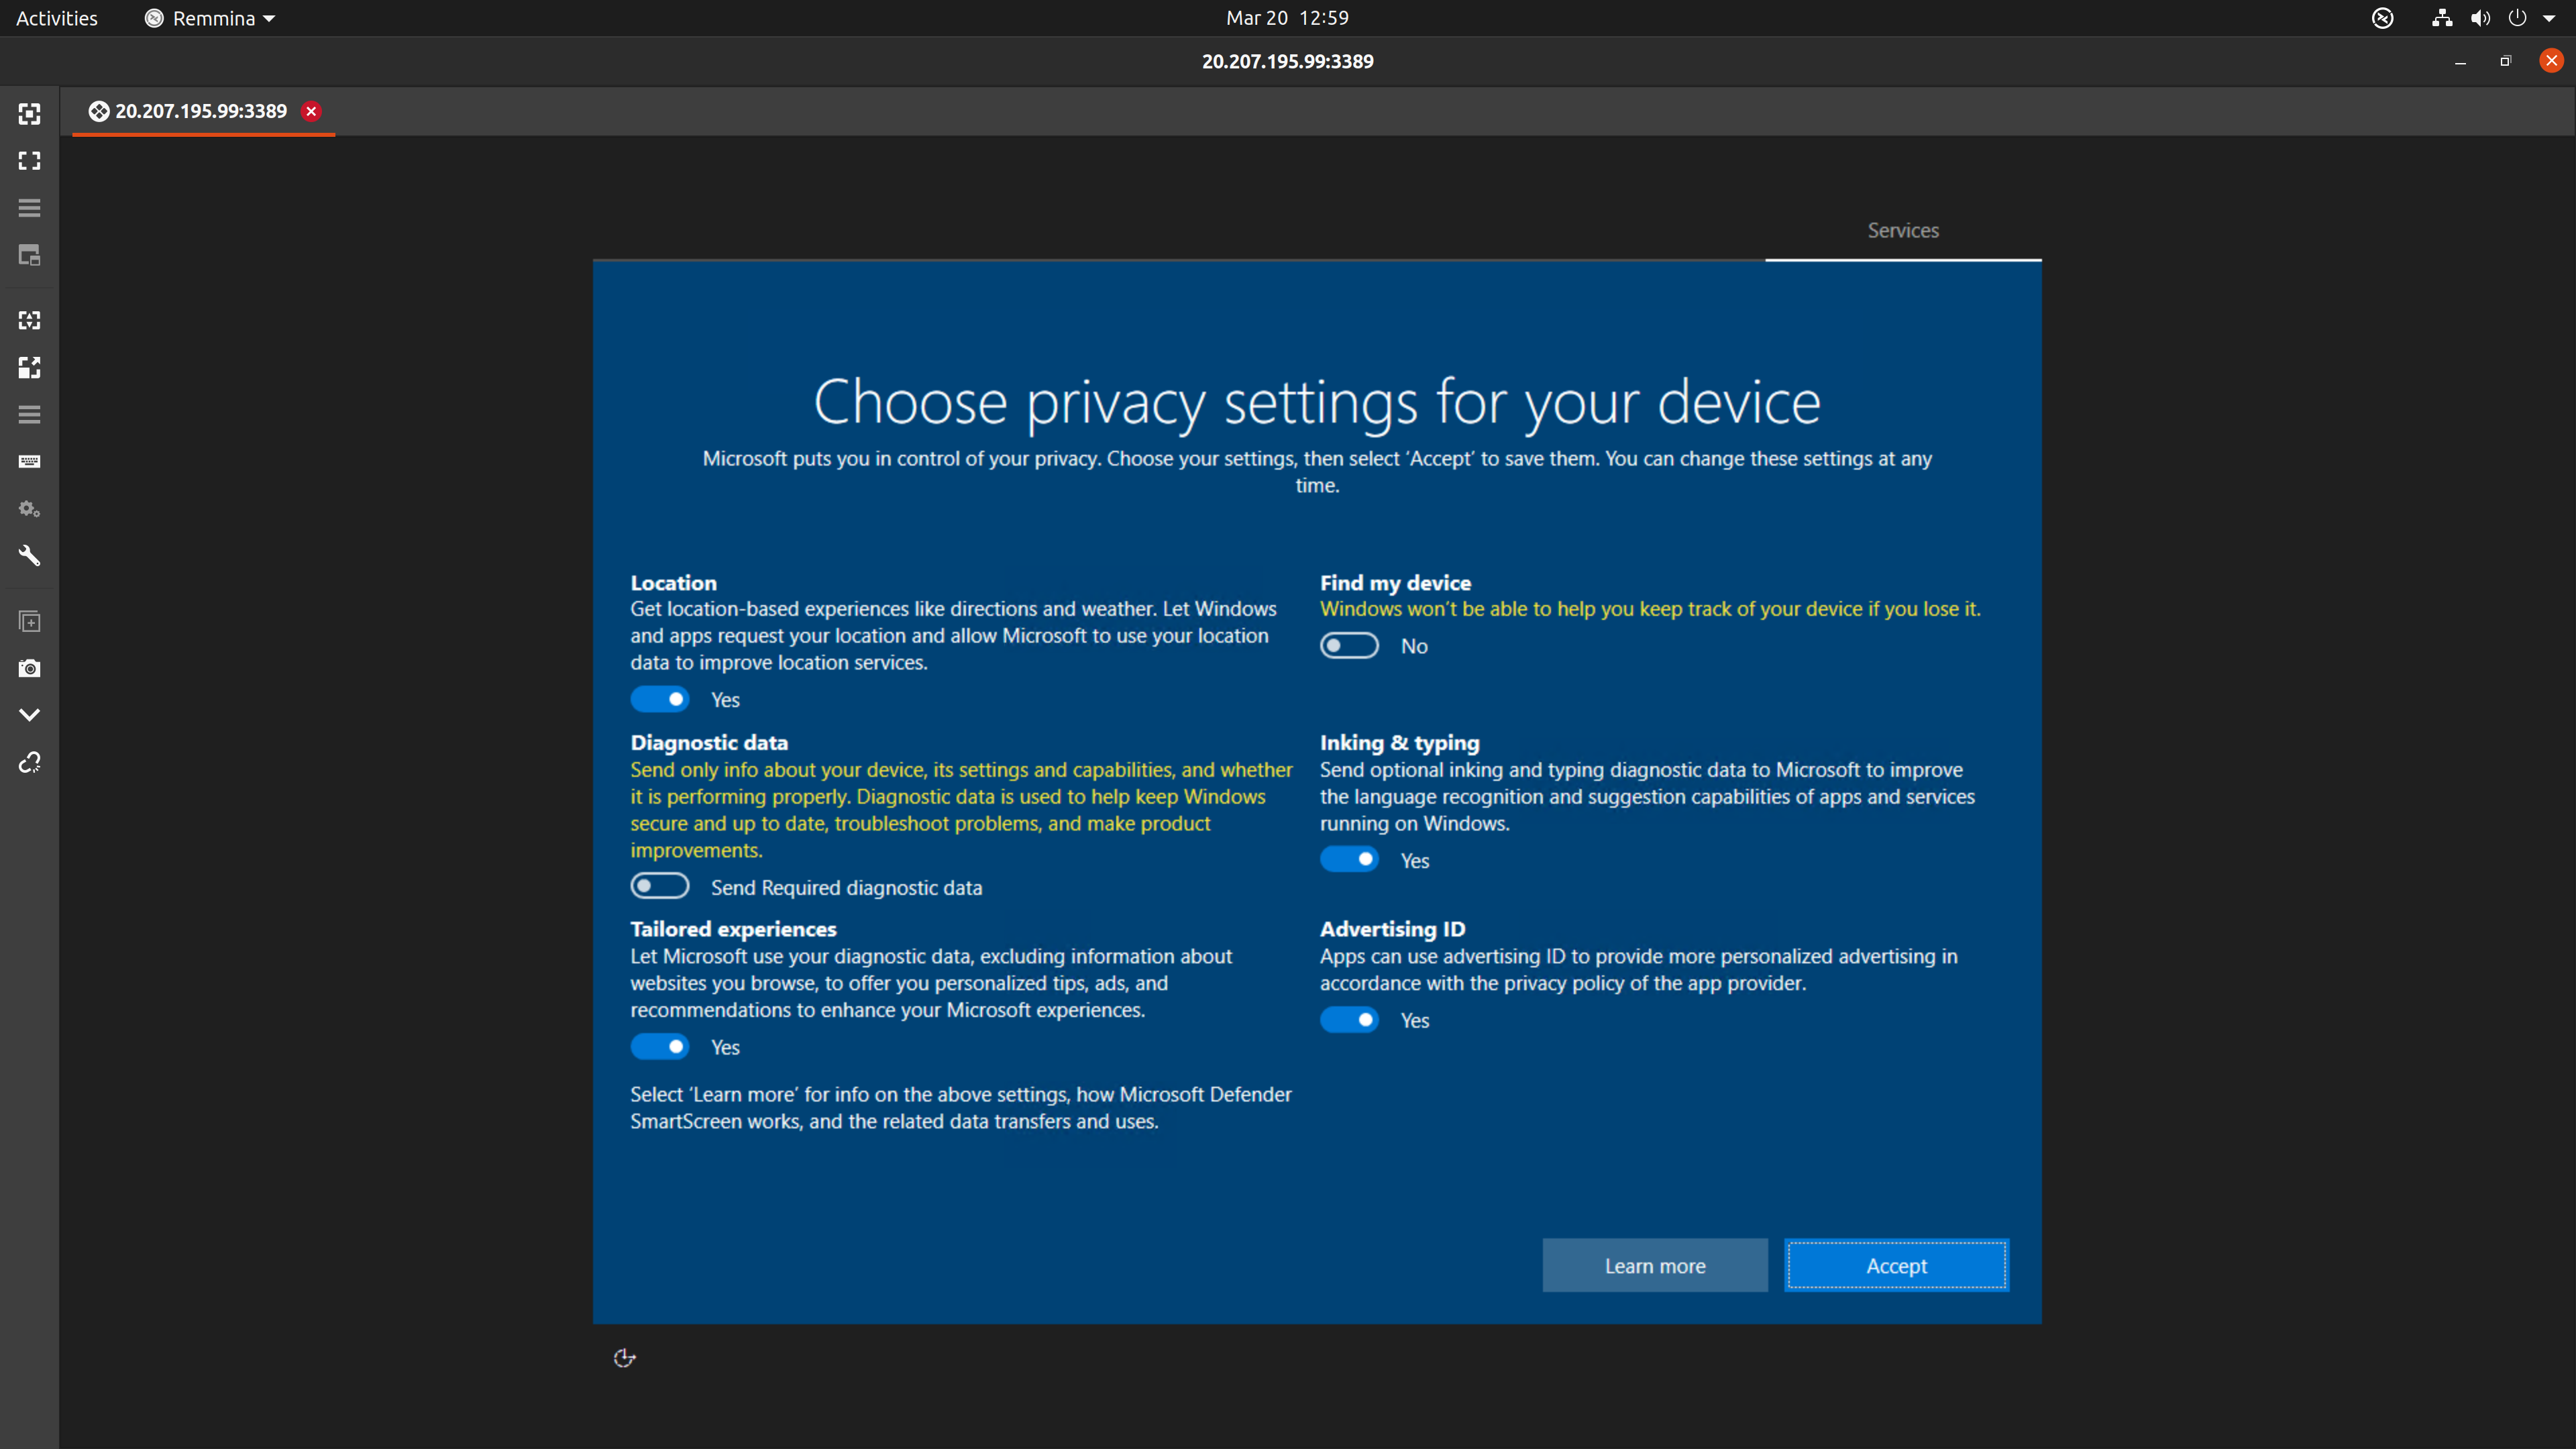 Activities
Remmina
Mar 20 12:59
20.207.195.99:3389
20.207.195.99:3389
Services
Choose privacy settings for your device
Microsoft puts you in control of your privacy. Choose your settings, then select ‘Accept’ to save them. You can change these settings at any
time.
Location
Get location-based experiences like directions and weather. Let Windows
and apps request your location and allow Microsoft to use your location
data to improve location services.
Yes
Find my device
Windows won’t be able to help you keep track of your device if you lose it.
No
Diagnostic data
Send only info about your device, its settings and capabilities, and whether
it is performing properly. Diagnostic data is used to help keep Windows
secure and up to date, troubleshoot problems, and make product
improvements.
Send Required diagnostic data
Inking & typing
Send optional inking and typing diagnostic data to Microsoft to improve
the language recognition and suggestion capabilities of apps and services
running on Windows.
Yes
Tailored experiences
Let Microsoft use your diagnostic data, excluding information about
websites you browse, to offer you personalized tips, ads, and
recommendations to enhance your Microsoft experiences.
Yes
Advertising ID
Apps can use advertising ID to provide more personalized advertising in
accordance with the privacy policy of the app provider.
Yes
Select ‘Learn more’ for info on the above settings, how Microsoft Defender
SmartScreen works, and the related data transfers and uses.
Learn more
Accept